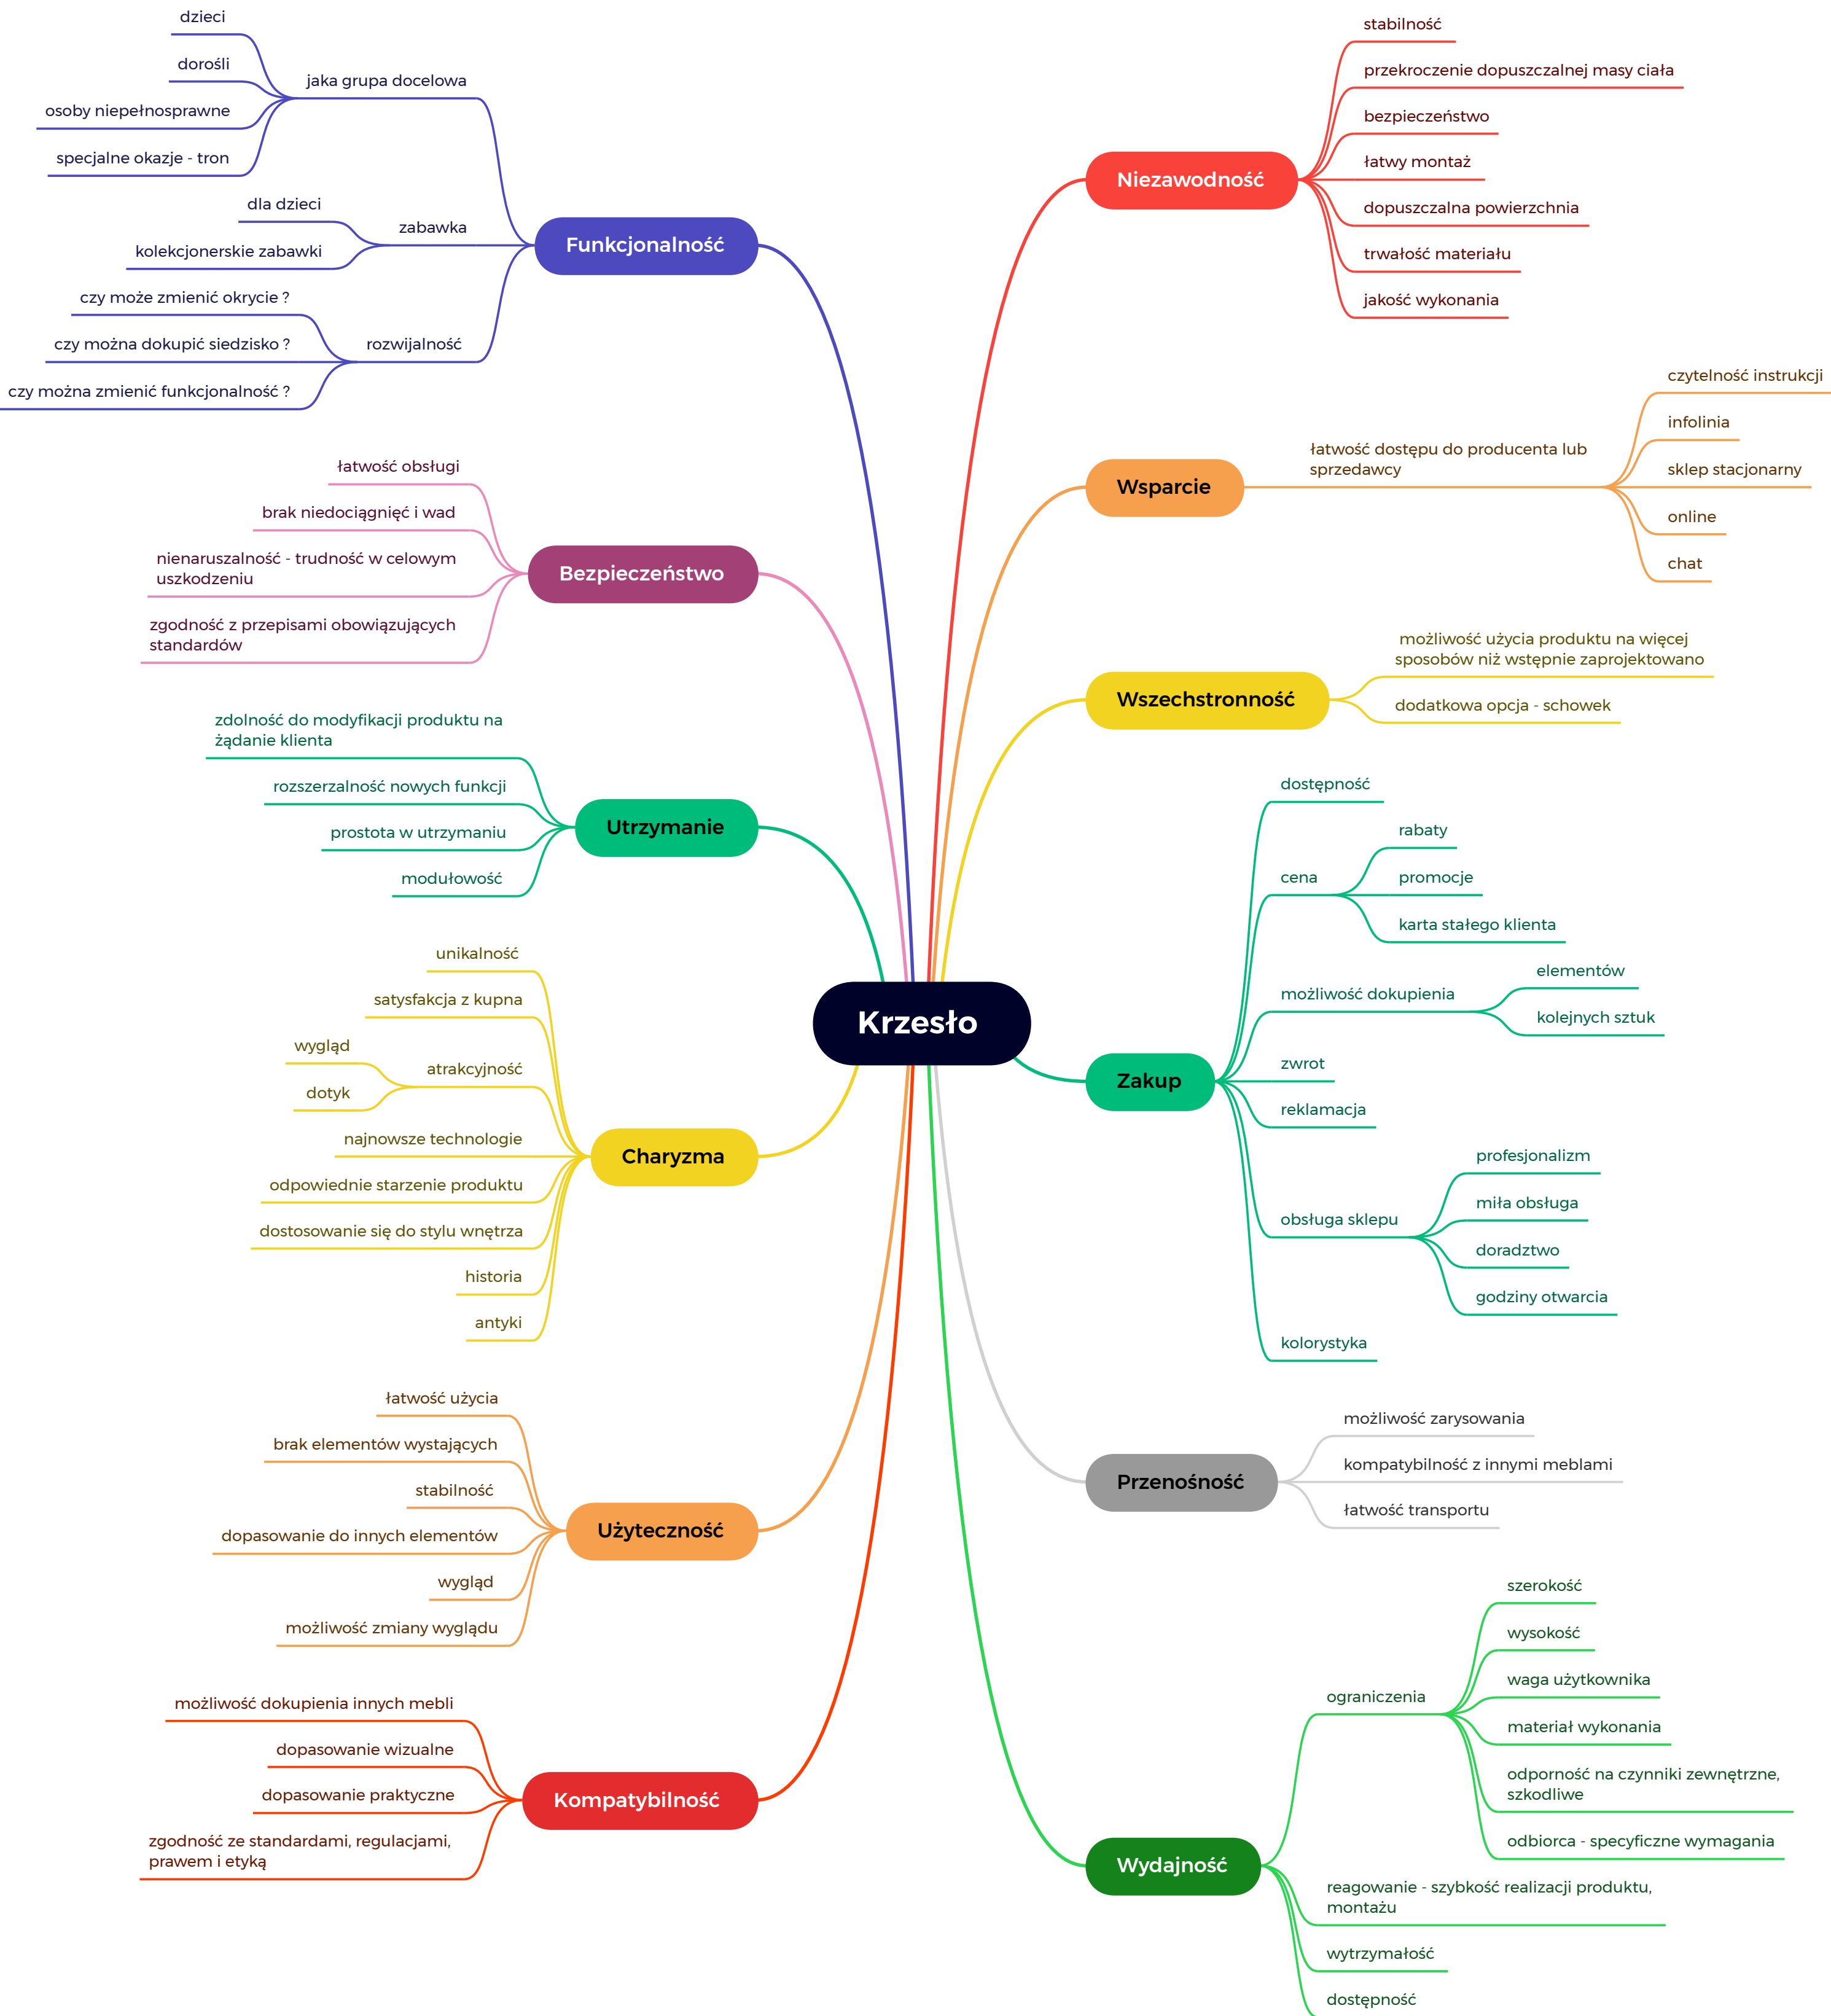 Krzesło
Funkcjonalność
jaka grupa docelowa
dzieci
dorośli
osoby niepełnosprawne
specjalne okazje - tron
zabawka
dla dzieci
kolekcjonerskie zabawki
rozwijalność
czy może zmienić okrycie ?
czy można dokupić siedzisko ?
czy można zmienić funkcjonalność ?
Bezpieczeństwo
łatwość obsługi
brak niedociągnięć i wad
nienaruszalność - trudność w celowym
uszkodzeniu
zgodność z przepisami obowiązujących
standardów
Utrzymanie
zdolność do modyfikacji produktu na
żądanie klienta
rozszerzalność nowych funkcji
prostota w utrzymaniu
modułowość
Charyzma
unikalność
satysfakcja z kupna
atrakcyjność
wygląd
dotyk
najnowsze technologie
odpowiednie starzenie produktu
dostosowanie się do stylu wnętrza
historia
antyki
Użyteczność
łatwość użycia
brak elementów wystających
stabilność
dopasowanie do innych elementów
wygląd
możliwość zmiany wyglądu
Kompatybilność
możliwość dokupienia innych mebli
dopasowanie wizualne
dopasowanie praktyczne
zgodność ze standardami, regulacjami,
prawem i etyką
Niezawodność
stabilność
przekroczenie dopuszczalnej masy ciała
bezpieczeństwo
łatwy montaż
dopuszczalna powierzchnia
trwałość materiału
jakość wykonania
Wsparcie
łatwość dostępu do producenta lub
sprzedawcy
czytelność instrukcji
infolinia
sklep stacjonarny
online
chat
Wszechstronność
możliwość użycia produktu na więcej
sposobów niż wstępnie zaprojektowano
dodatkowa opcja - schowek
Zakup
dostępność
cena
rabaty
promocje
karta stałego klienta
możliwość dokupienia
elementów
kolejnych sztuk
zwrot
reklamacja
obsługa sklepu
profesjonalizm
miła obsługa
doradztwo
godziny otwarcia
kolorystyka
Przenośność
możliwość zarysowania
kompatybilność z innymi meblami
łatwość transportu
Wydajność
ograniczenia
szerokość
wysokość
waga użytkownika
materiał wykonania
odporność na czynniki zewnętrzne,
szkodliwe
odbiorca - specyficzne wymagania
reagowanie - szybkość realizacji produktu,
montażu
wytrzymałość
dostępność